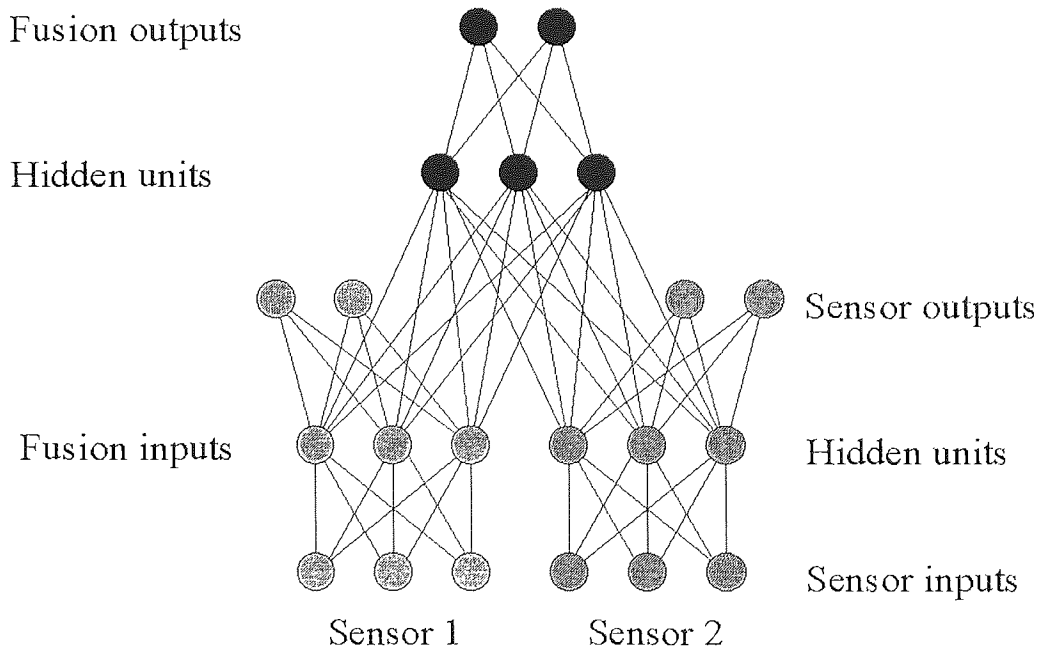 Fusion outputs
Hidden units
Sensor outputs
Fusion inputs
Hidden units
Sensor inputs
Sensor 1
Sensor 2